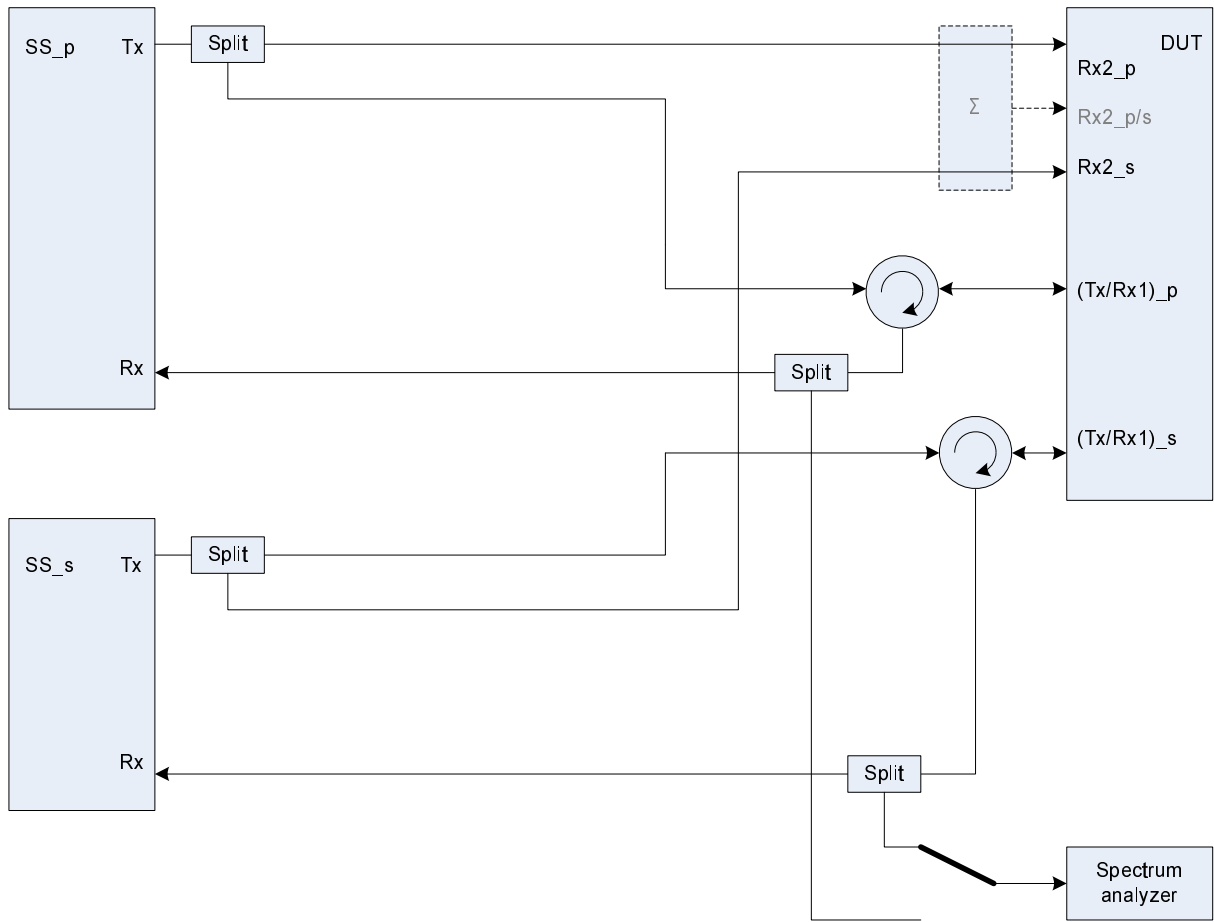 SS_p
Tx
Split
Σ
DUT
Rx2_p
Rx2_p/s
Rx2_s
(Tx/Rx1)_p
Rx
Split
(Tx/Rx1)_s
SS_s
Tx
Split
Rx
Split
Spectrum
analyzer